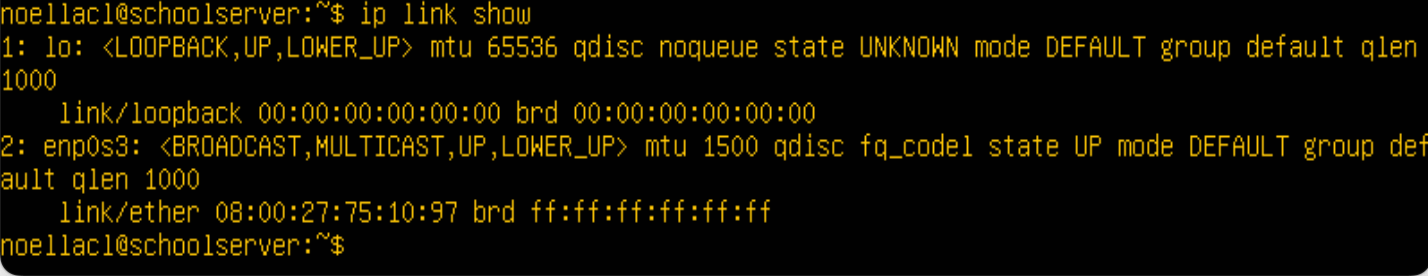 noellacl@schoolserver:~$ ip link show
1: lo: <LOOPBACK,UP,LOWER_UP> mtu 65536 qdisc noqueue state UNKNOWN mode DEFAULT group default qlen
1000
    link/loopback 00:00:00:00:00:00 brd 00:00:00:00:00:00
2: enp0s3: <BROADCAST,MULTICAST,UP,LOWER_UP> mtu 1500 qdisc fq_codel state UP mode DEFAULT group def
ault qlen 1000
    link/ether 08:00:27:75:10:97 brd ff:ff:ff:ff:ff:ff
noellacl@schoolserver:~$